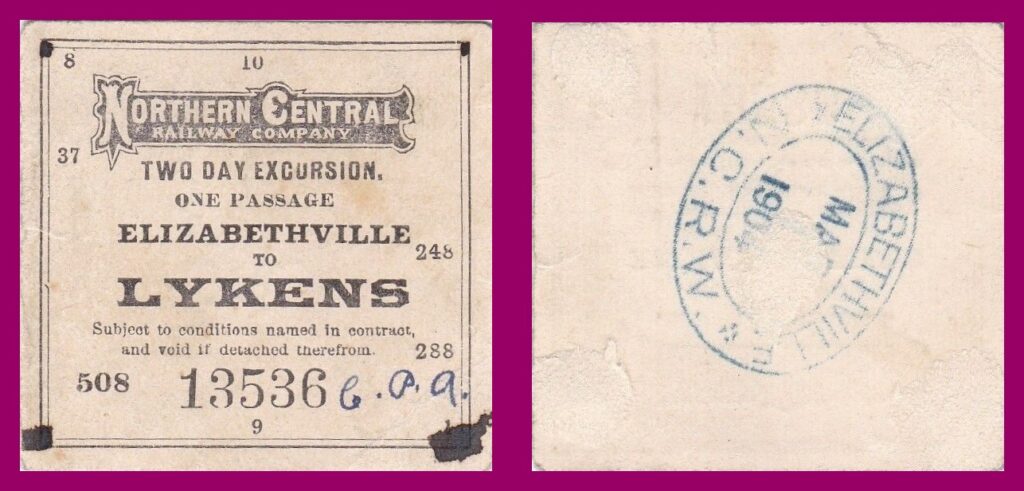 8 10
NORTHERN CENTRAL
RAILWAY COMPANY
37
TWO DAY EXCURSION,
ONE PASSAGE
ELIZABETHVILLE
248
TO
LYKENS
Subject to conditions named in contract,
and void if detached therefrom.
288
508 13536 C.P.A.
9
ELIZABETHVILLE
N.C.R.W.
1904